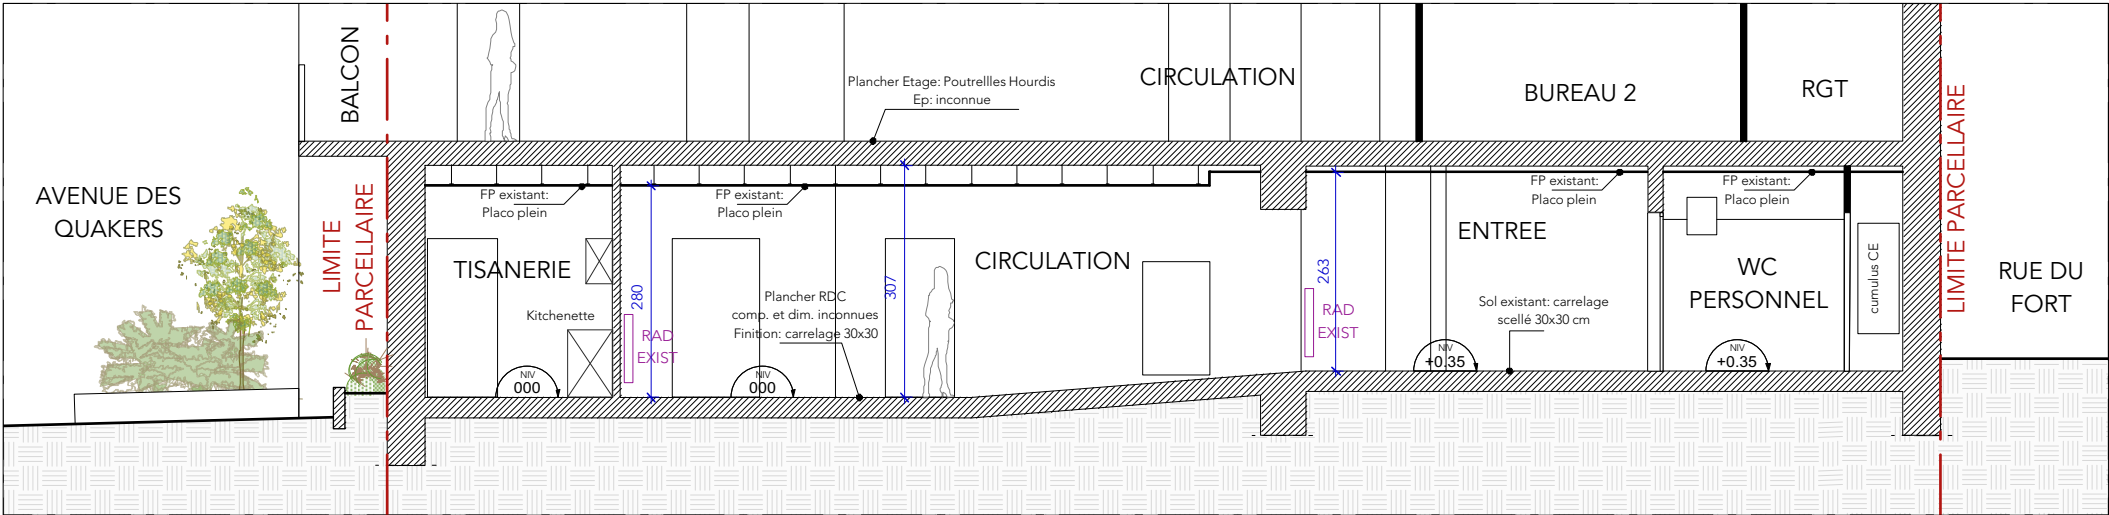 BALCON
Plancher Etage: Poutrellles Hourdis
Ep: inconnue
CIRCULATION
BUREAU 2
RGT
AVENUE DES
QUAKERS
LIMITE
PARCELLAIRE
FP existant:
Placo plein
TISANERIE
Kitchenette
NIV
000
FP existant:
Placo plein
280
RAD
EXIST
Plancher RDC
comp. et dim. inconnues
Finition: carrelage 30x30
NIV
000
307
CIRCULATION
263
RAD
EXIST
FP existant:
Placo plein
ENTREE
Sol existant: carrelage
scellé 30x30 cm
NIV
+0.35
FP existant:
Placo plein
WC
PERSONNEL
NIV
+0.35
cumulus CE
LIMITE PARCELLAIRE
RUE DU
FORT